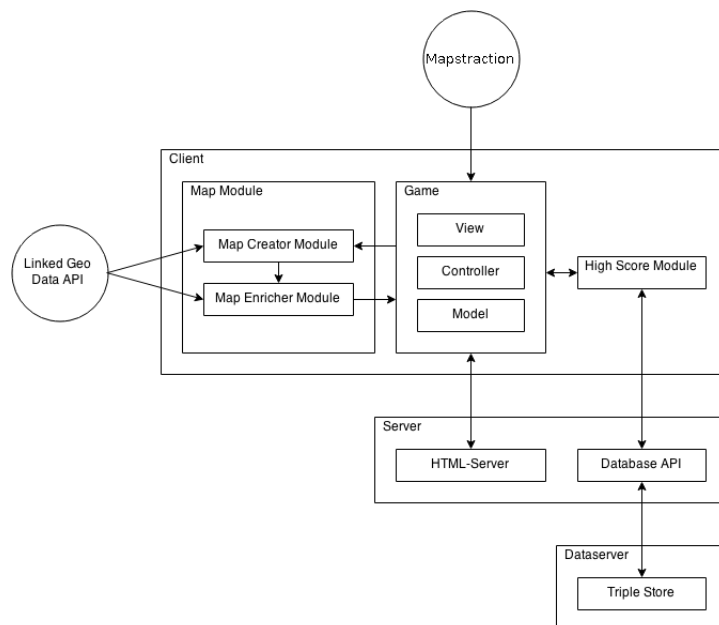 Mapstraction
Client
Map Module
Game
Map Creator Module
View
Linked Geo
Data API
Controller
High Score Module
Map Enricher Module
Model
Server
HTML-Server
Database API
Dataserver
Triple Store